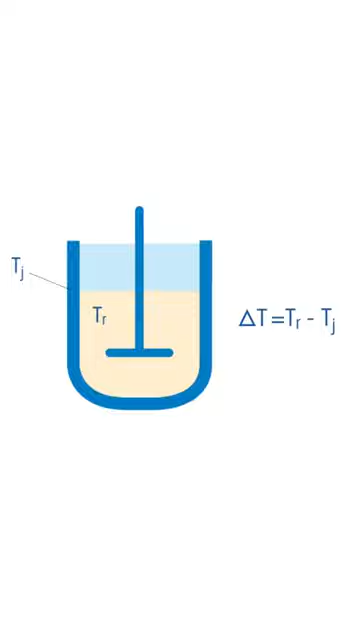 Tj
Tr
ΔT =Tr - Tj